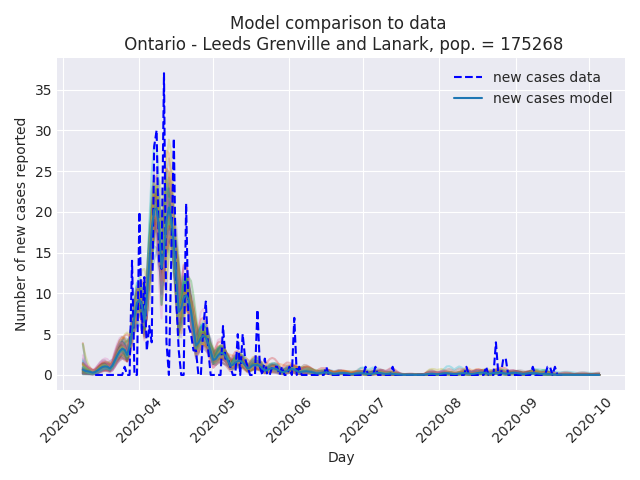 Model comparison to data
Ontario - Leeds Grenville and Lanark, pop. = 175268
new cases data
new cases model
Number of new cases reported
35
30
25
20
15
10
5
0
2020-03
2020-04
2020-05
2020-06
2020-07
2020-08
2020-09
2020-10
Day